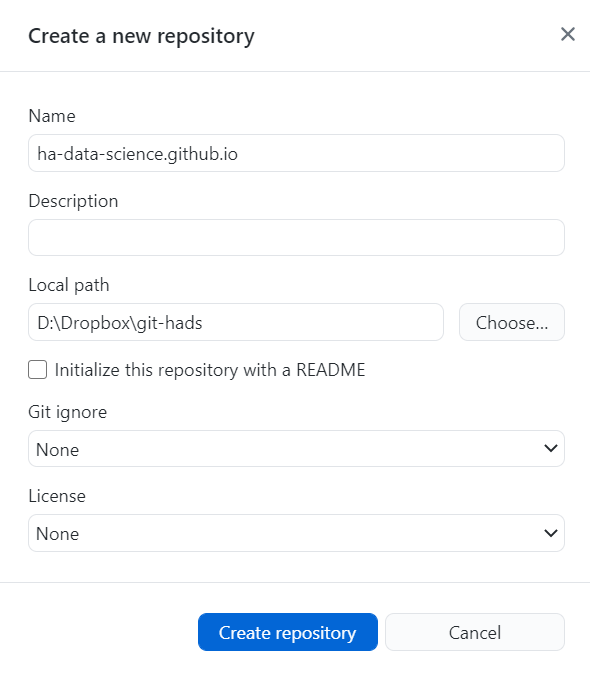 Create a new repository
Name
ha-data-science.github.io
Description
Local path
D:\Dropbox\git-hads
Choose...
Initialize this repository with a README
Git ignore
None
License
None
Create repository
Cancel